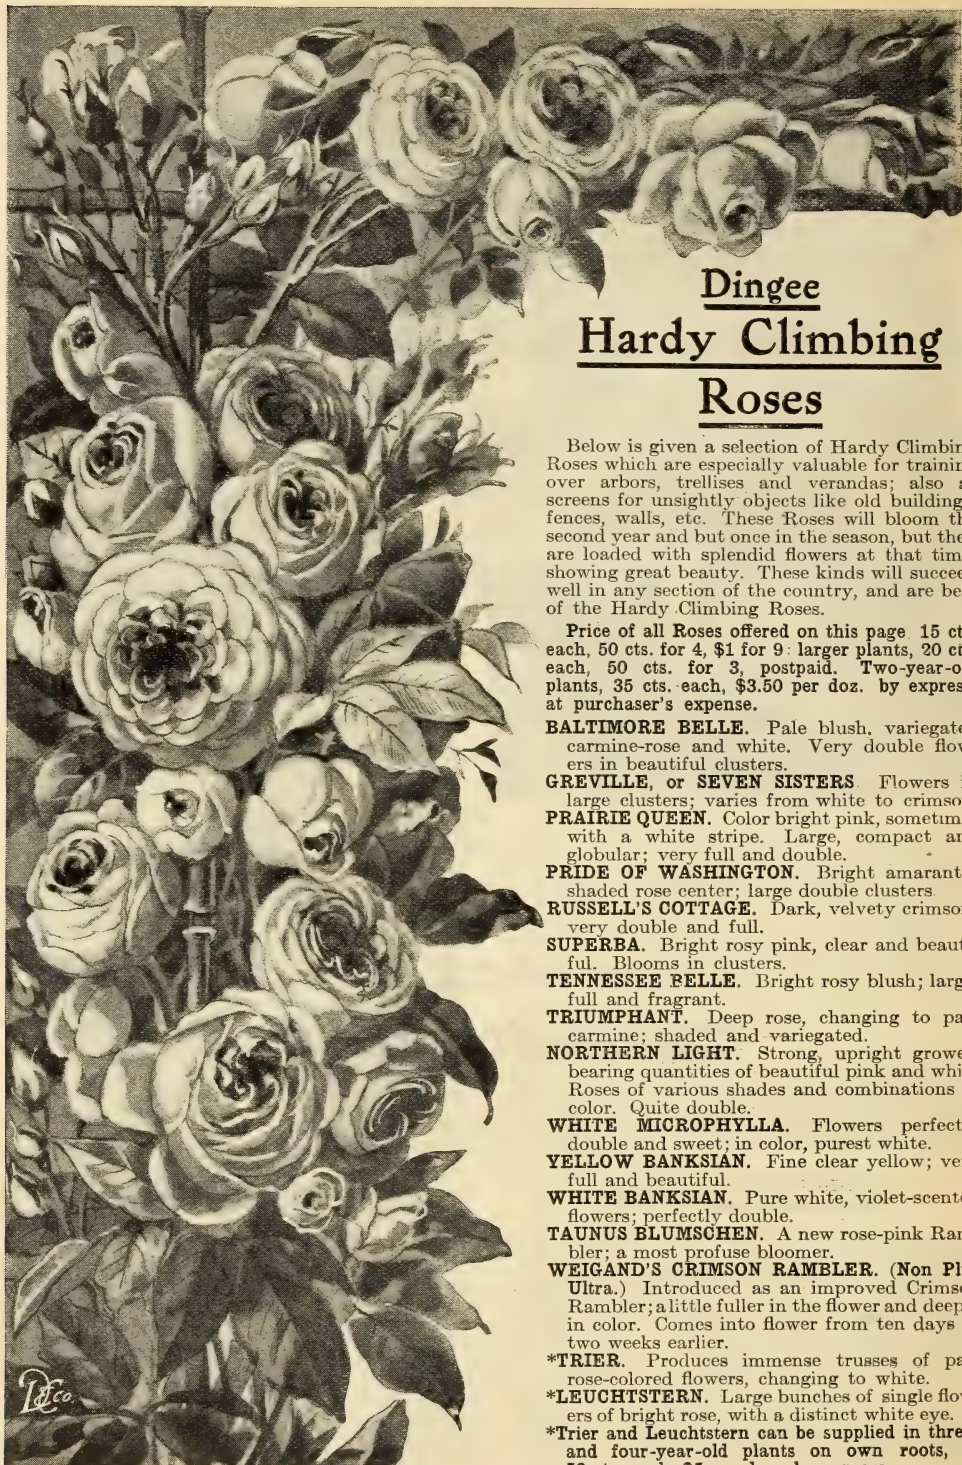 Dingee
Hardy Climbing
Roses
Below is given a selection of Hardy Climbin
Roses which are especially valuable for trainin
over arbors, trellises and verandas; also
screens for unsightly objects like old building
fences, walls, etc. These Roses will bloom th
second year and but once in the season, but the
are loaded with splendid flowers at that tim
showing great beauty. These kinds will succee
well in any section of the country, and are be
of the Hardy Climbing Roses.
Price of all Roses offered on this page 15 ct
each, 50 cts. for 4, $1 for 9: larger plants, 20 ct
each, 50 cts. for 3, postpaid. Two-year-o
plants, 35 cts. each, $3.50 per doz. by expres
at purchaser's expense.
BALTIMORE BELLE. Pale blush, variegate
carmine-rose and white. Very double flow
ers in beautiful clusters.
GREVILLE, or SEVEN SISTERS. Flowers
large clusters; varies from white to crimso
PRAIRIE QUEEN. Color bright pink, sometim
with a white stripe. Large, compact an
globular; very full and double.
PRIDE OF WASHINGTON. Bright amarant
shaded rose center; large double clusters.
RUSSELL'S COTTAGE. Dark, velvety crimso
very double and full.
SUPERBA. Bright rosy pink, clear and beaut
ful. Blooms in clusters.
TENNESSEE BELLE. Bright rosy blush; larg
full and fragrant.
TRIUMPHANT. Deep rose, changing to pa
carmine; shaded and variegated.
NORTHERN LIGHT. Strong, upright growe
bearing quantities of beautiful pink and whi
Roses of various shades and combinations
color. Quite double.
WHITE MICROPHYLLA. Flowers perfect
double and sweet; in color, purest white.
YELLOW BANKSIAN. Fine clear yellow; ve
full and beautiful.
WHITE BANKSIAN. Pure white, violet-scente
flowers; perfectly double.
TAUNUS BLUMSCHEN. A new rose-pink Ram
bler; a most profuse bloomer.
WEIGAND'S CRIMSON RAMBLER. (Non Pl
Ultra.) Introduced as an improved Crimso
Rambler; a little fuller in the flower and deep
in color. Comes into flower from ten days
two weeks earlier.
*TRIER. Produces immense trusses of pa
rose-colored flowers, changing to white.
*LEUCHTSTERN. Large bunches of single flow
ers of bright rose, with a distinct white eye.
*Trier and Leuchtstern can be supplied in thre
and four-year-old plants on own roots,